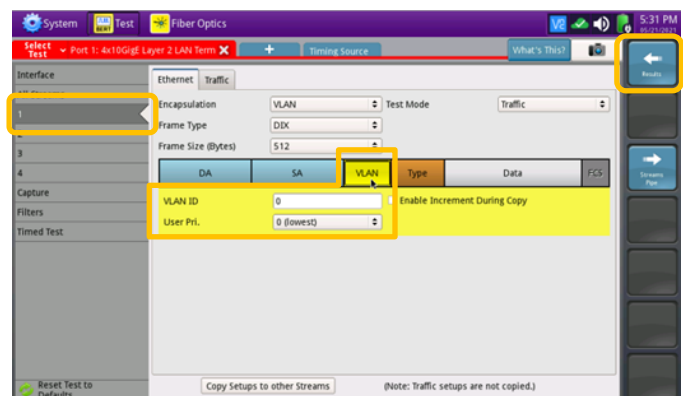 System Test Fiber Optics 5:31 PM
05/21/2021
Select Test Port 1: 4x10GigE Layer 2 LAN Term X + Timing Source What's This?
Results
Interface
Ethernet Traffic
Encapsulation VLAN Test Mode Traffic
1
Frame Type DIX
Frame Size (Bytes) 512
3
4
DA SA VLAN Type Data FCS
Streams
Pipe
Capture
VLAN ID 0 Enable Increment During Copy
Filters
User Pri. 0 (lowest)
Timed Test
Reset Test to
Defaults
Copy Setups to other Streams (Note: Traffic setups are not copied.)